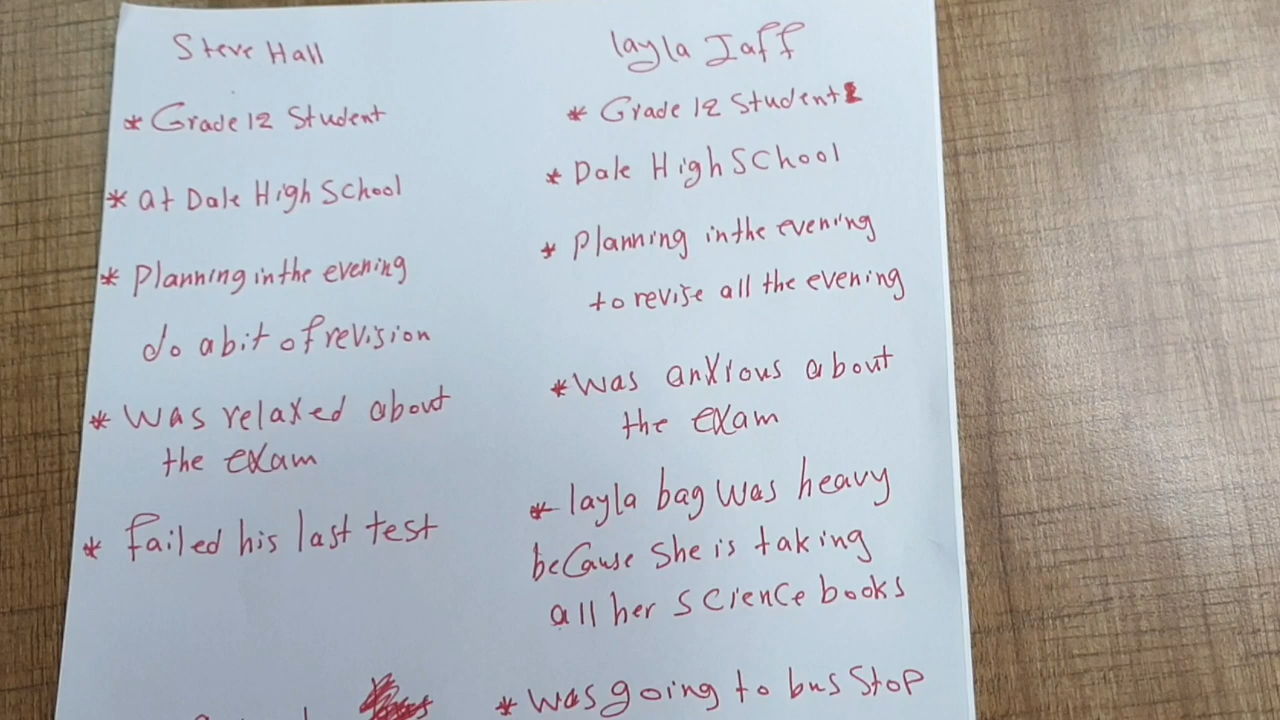 Steve Hall
* Grade 12 Student
* at Dale High School
* Planning in the evening
do a bit of revision
* Was relaxed about
the exam
* failed his last test
layla Jaff
* Grade 12 Student
* Dale High School
* Planning in the evening
to revise all the evening
* Was anxious about
the exam
* layla bag was heavy
because She is taking
all her science books
* was going to bus stop